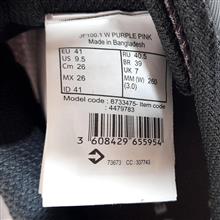 JF100.1 W PURPLE PINK
Made in Bangladesh
EU 41 RU 40.5
US 9.5 BR 39
Cm 26 UK 7
MX 26 MM (W) 260
ID 41 (3.0)
Model code : 8733475- Item code
: 4479783
3 608429 655954
73673 CC: 337743